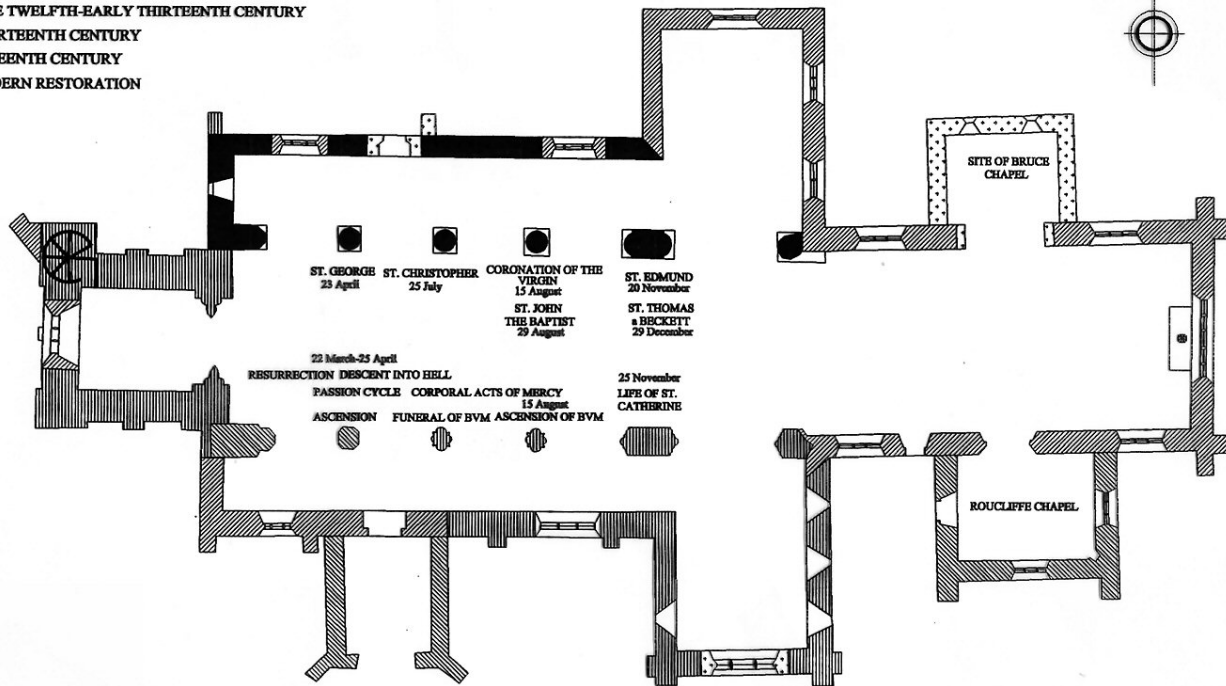 TWELFTH-EARLY THIRTEENTH CENTURY
CENTURY
CENTURY
RESTORATION
SITE OF BRUCE
CHAPEL
ST. GEORGE
23 April
ST. CHRISTOPHER
25 July
CORONATION OF THE
VIRGIN
15 August
ST. JOHN
THE BAPTIST
29 August
ST. EDMUND
20 November
ST. THOMAS
a BECKETT
29 December
22 March-25 April
RESURRECTION DESCENT INTO HELL
PASSION CYCLE CORPORAL ACTS OF MERCY
15 August
ASCENSION FUNERAL OF BVM ASCENSION OF BVM
25 November
LIFE OF ST.
CATHERINE
ROUCLIFFE CHAPEL